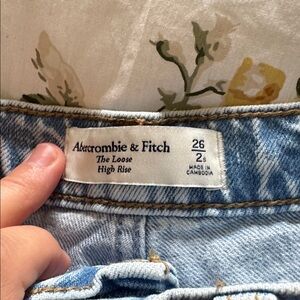 Abercrombie & Fitch
The Loose
High Rise
26
2s
MADE IN
CAMBODIA